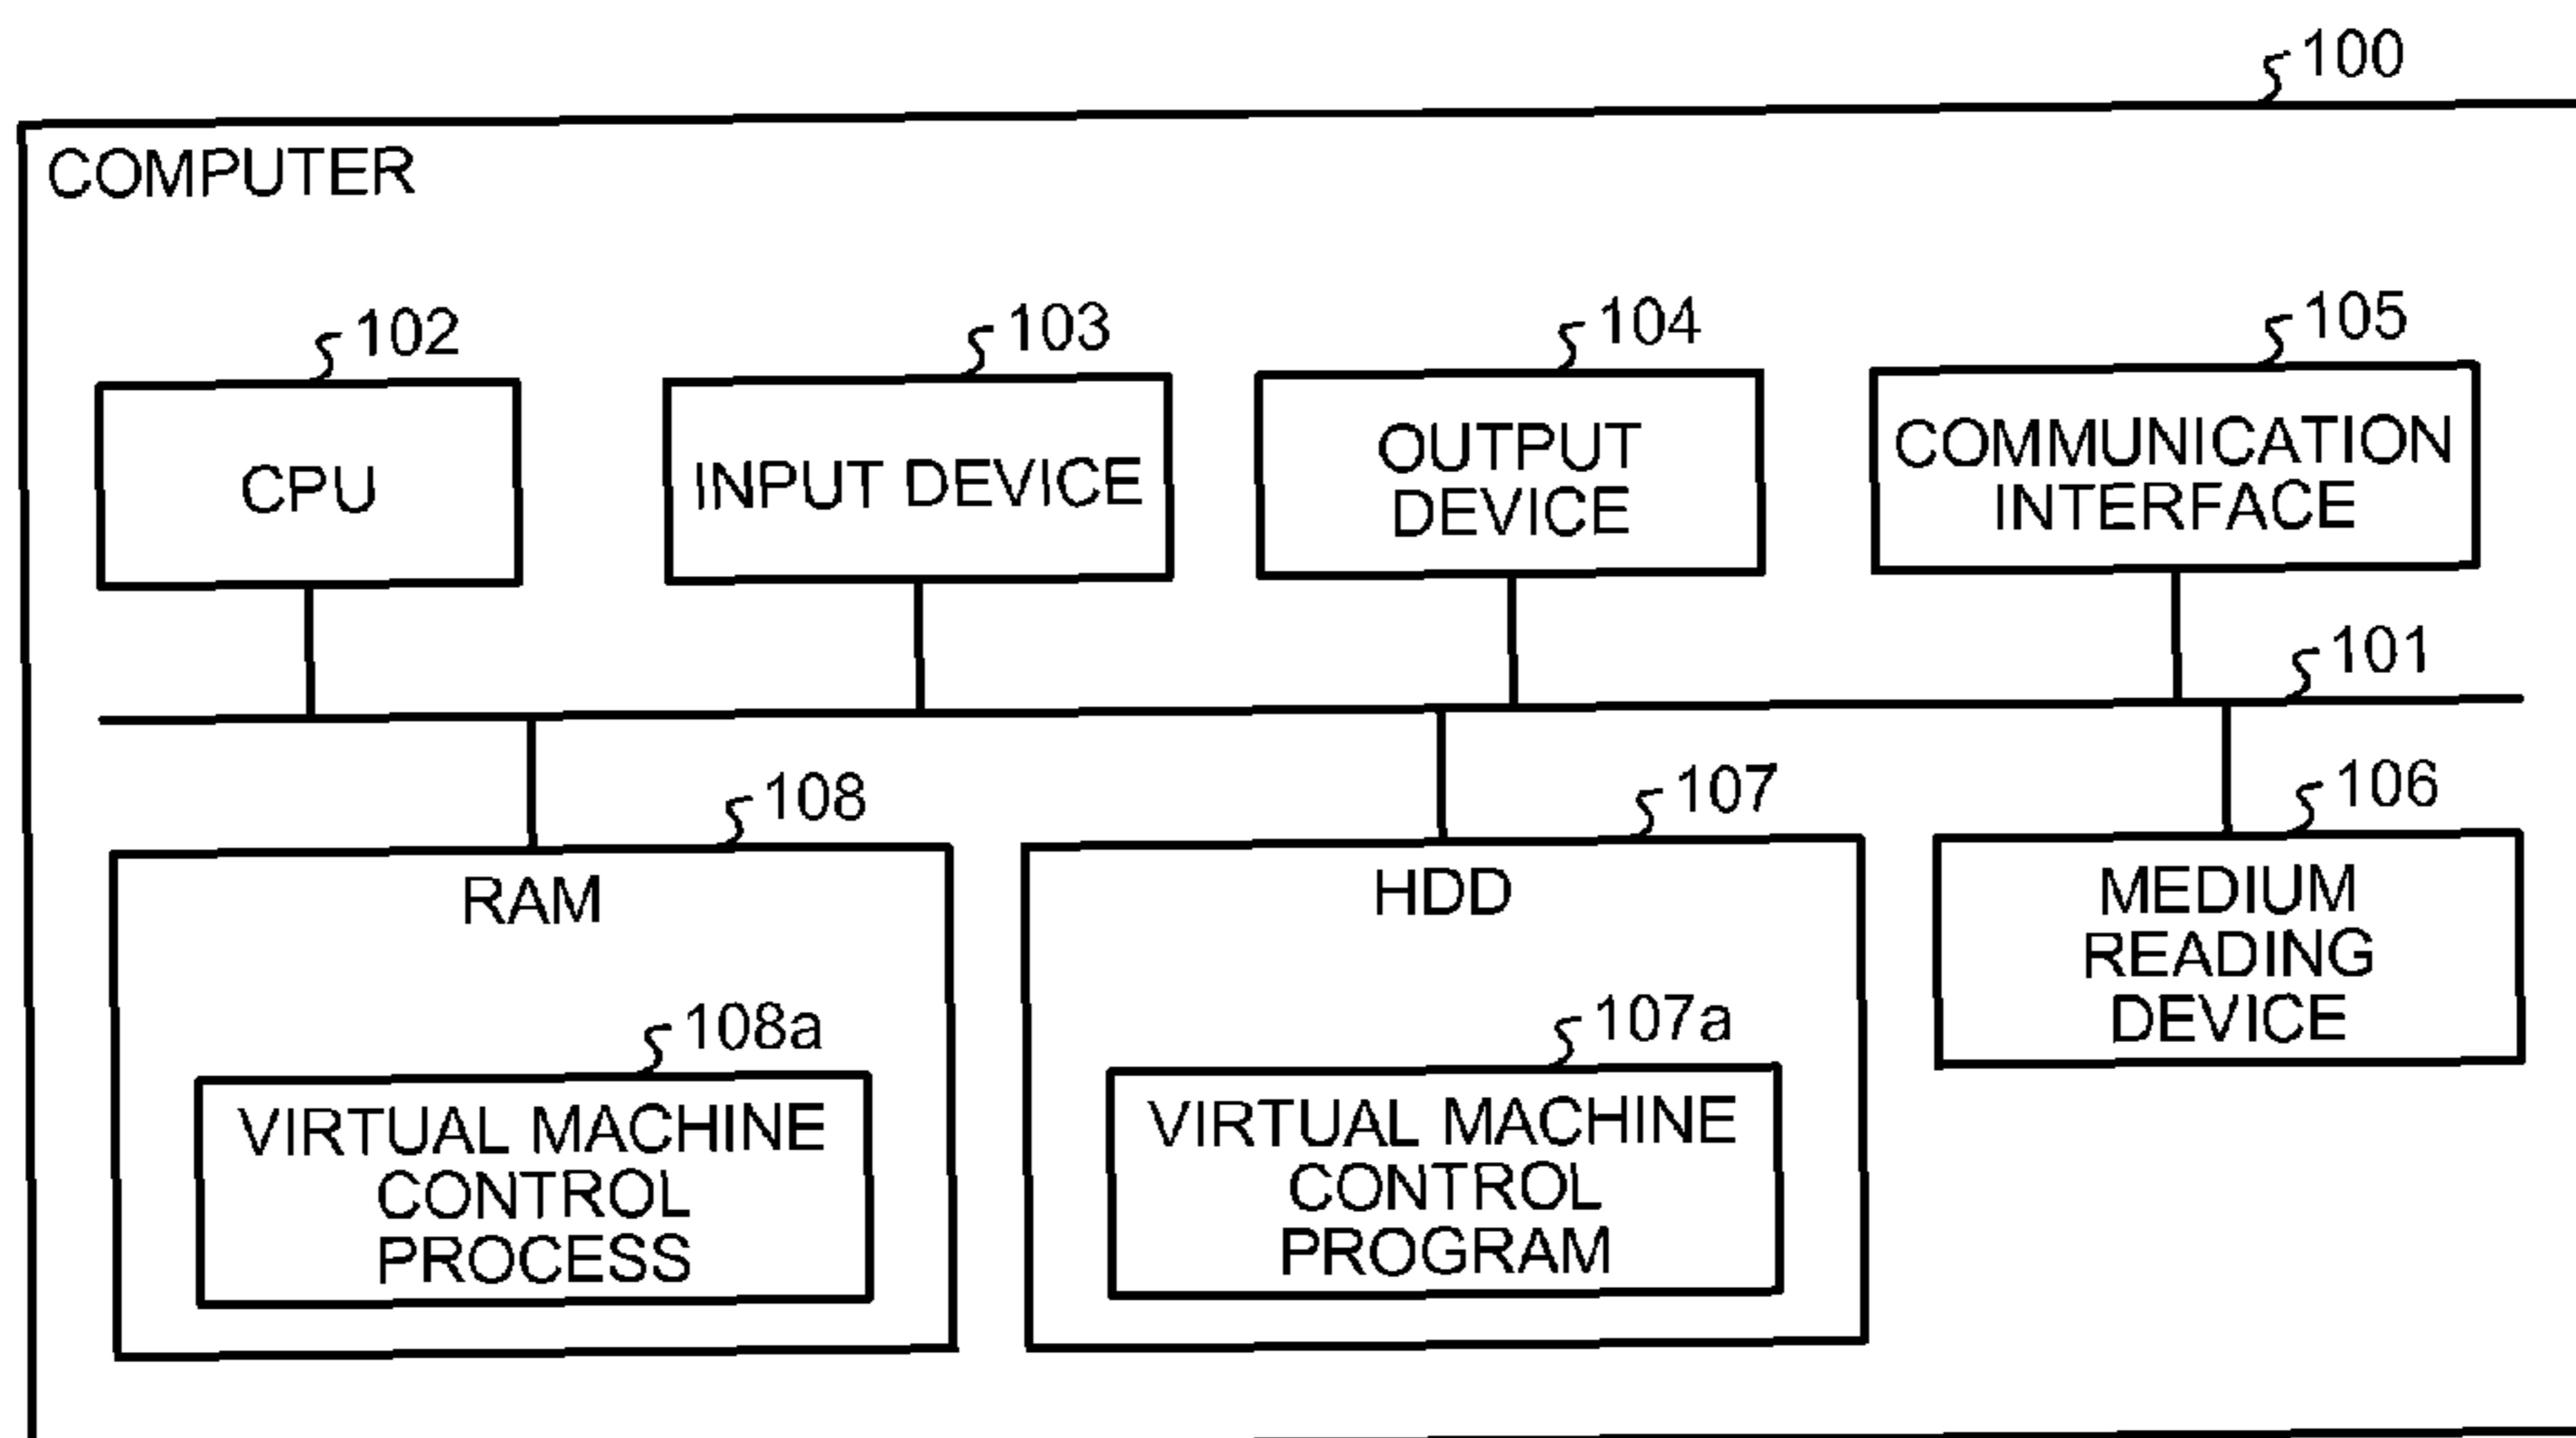 100
COMPUTER
102
103
104
105
CPU
INPUT DEVICE
OUTPUT
DEVICE
COMMUNICATION
INTERFACE
101
108
107
106
RAM
HDD
MEDIUM
READING
DEVICE
108a
107a
VIRTUAL MACHINE
CONTROL
PROCESS
VIRTUAL MACHINE
CONTROL
PROGRAM